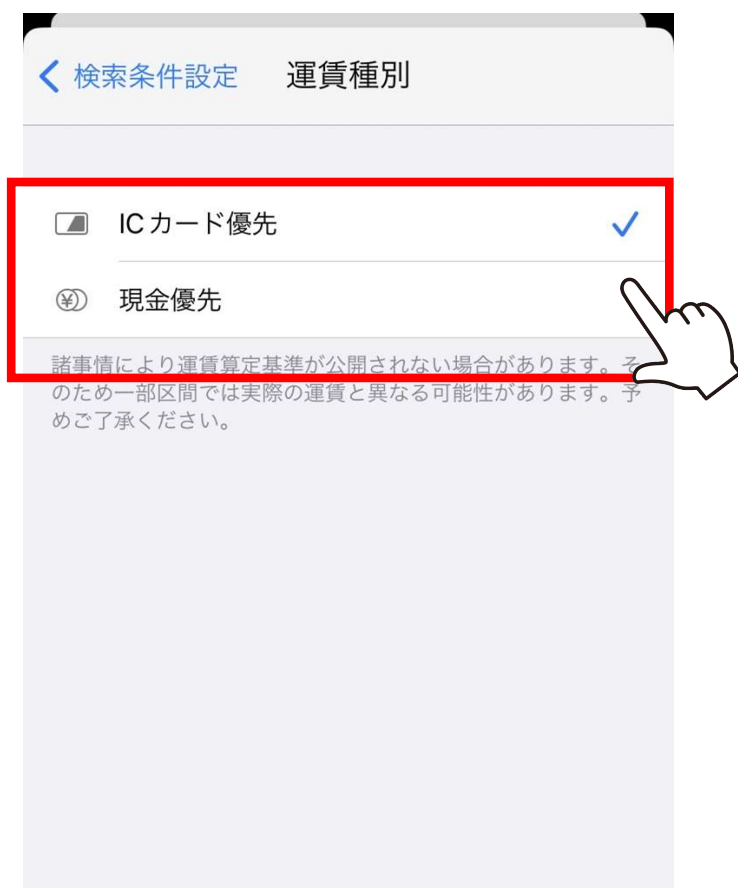 検索条件設定 運賃種別
ICカード優先
現金優先
諸事情により運賃算定基準が公開されない場合があります。そ
のため一部区間では実際の運賃と異なる可能性があります。予
めご了承ください。